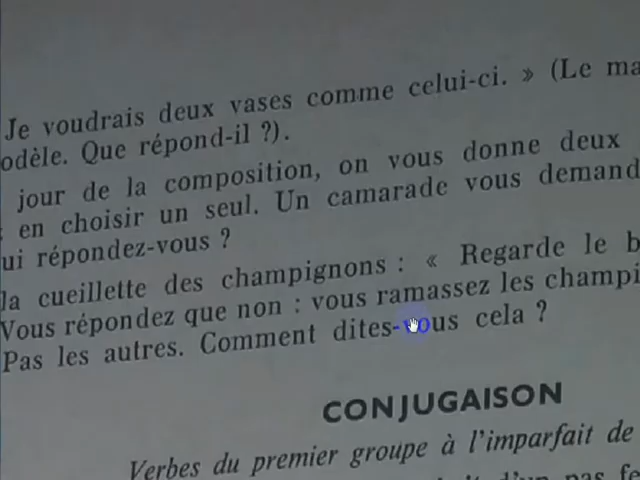 Je voudrais deux vases comme celui-ci. » (Le
odèle. Que répond-il ?).
jour de la composition, on vous donne deux
en choisir un seul. Un camarade vous
ui répondez-vous ?
la cueillette des champignons : « Regarde le
Vous répondez que non : vous ramassez les
Pas les autres. Comment dites-vous cela ?
CONJUGAISON
Verbes du premier groupe à l'imparfait de
d'un pas